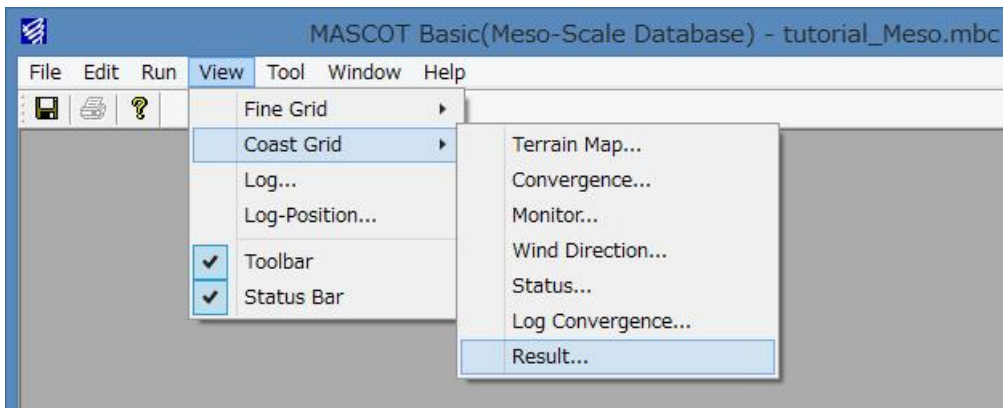 MASCOT Basic(Meso-Scale Database) - tutorial_Meso.mbc
File Edit Run View Tool Window Help
Fine Grid
Coast Grid
Log...
Log-Position...
Toolbar
Status Bar
Terrain Map...
Convergence...
Monitor...
Wind Direction...
Status...
Log Convergence...
Result...